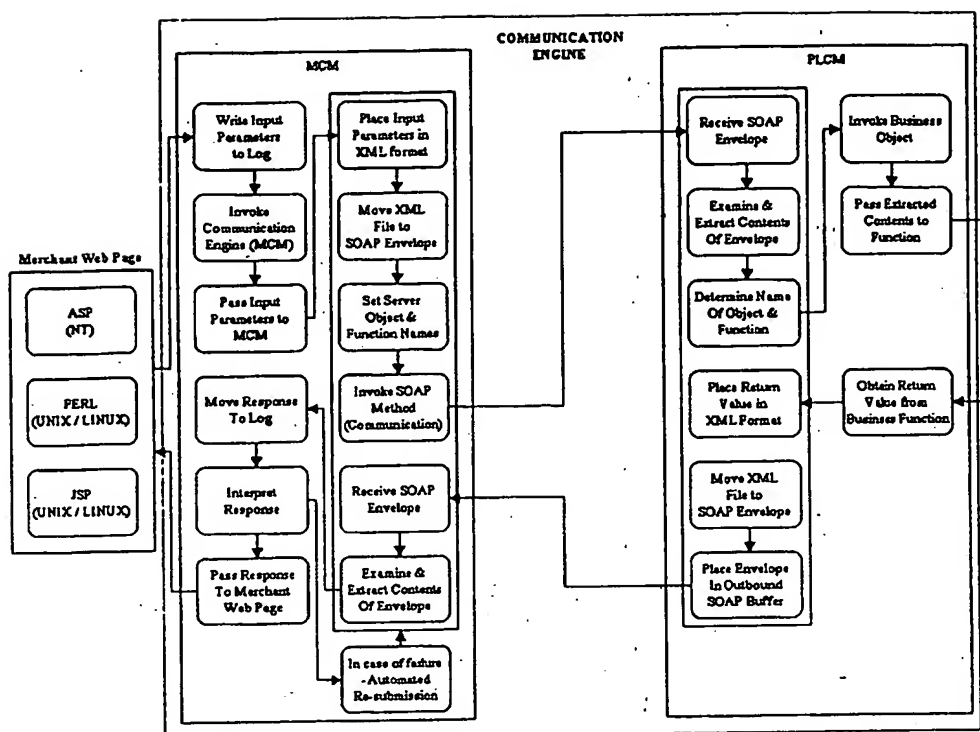 COMMUNICATION
ENGINE
MCM
PLCM
Write Input
Parameters
to Log
Invoke
Communication
Engine (MCM)
Pass Input
Parameters to
MCM
Place Input
Parameters in
XML format
Move XML
File to
SOAP Envelope
Set Server
Object &
Function Names
Invoke SOAP
Method
(Communication)
Receive SOAP
Envelope
Examine &
Extract Contents
Of Envelope
Move Response
To Log
Interpret
Response
Pass Response
To Merchant
Web Page
In case of failure
- Automated
Re-submission
Merchant Web Page
ASP
(NT)
PERL
(UNIX / LINUX)
JSP
(UNIX / LINUX)
Receive SOAP
Envelope
Examine &
Extract Contents
Of Envelope
Determine Name
Of Object &
Function
Invoke Business
Object
Pass Extracted
Contents to
Function
Obtain Return
Value from
Business Function
Place Return
Value in
XML Format
Move XML
File to
SOAP Envelope
Place Envelope
In Outbound
SOAP Buffer